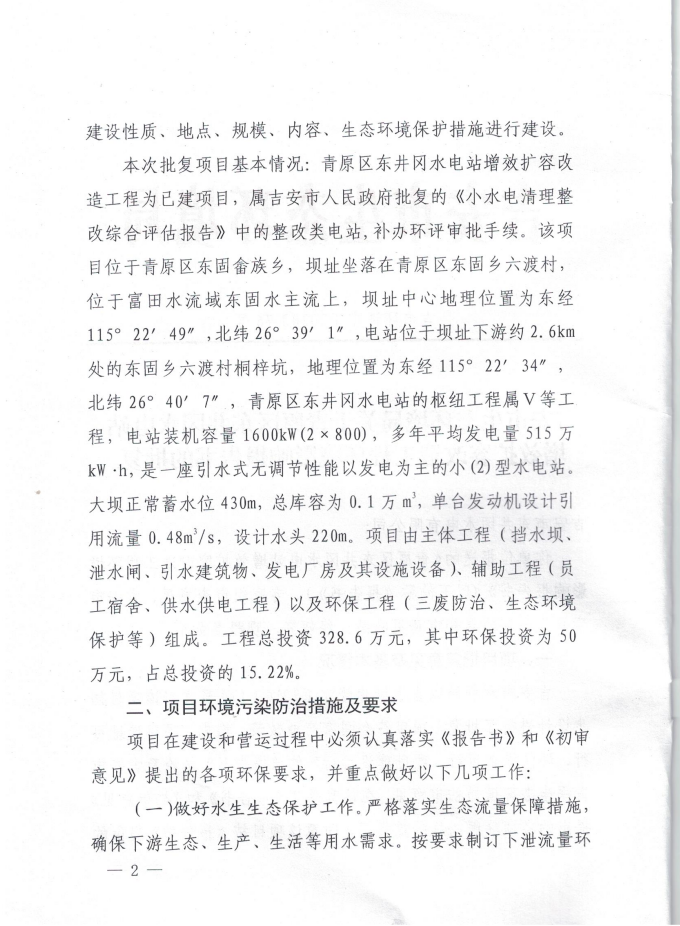 建设性质、地点、规模、内容、生态环境保护措施进行建设。
本次批复项目基本情况：青原区东井冈水电站增效扩容改
造工程为已建项目，属吉安市人民政府批复的《小水电清理整
改综合评估报告》中的整改类电站,补办环评审批手续。该项
目位于青原区东固畲族乡，坝址坐落在青原区东固乡六渡村，
位于富田水流域东固水主流上，坝址中心地理位置为东经
115° 22′ 49″ ,北纬26° 39′ 1″ ,电站位于坝址下游约2.6km
处的东固乡六渡村桐梓坑，地理位置为东经 115° 22′ 34″ ，
北纬26° 40′ 7″ ，青原区东井冈水电站的枢纽工程属Ⅴ等工
程，电站装机容量1600kW(2×800)，多年平均发电量 515 万
kW·h，是一座引水式无调节性能以发电为主的小(2)型水电站。
大坝正常蓄水位 430m，总库容为 0.1 万 m³，单台发动机设计引
用流量 0.48m³/s，设计水头 220m。项目由主体工程（挡水坝、
泄水闸、引水建筑物、发电厂房及其设施设备）、辅助工程（员
工宿舍、供水供电工程）以及环保工程（三废防治、生态环境
保护等）组成。工程总投资 328.6 万元，其中环保投资为 50
万元，占总投资的 15.22%。
二、项目环境污染防治措施及要求
项目在建设和营运过程中必须认真落实《报告书》和《初审
意见》提出的各项环保要求，并重点做好以下几项工作：
（一）做好水生生态保护工作。严格落实生态流量保障措施，
确保下游生态、生产、生活等用水需求。按要求制订下泄流量环
— 2 —